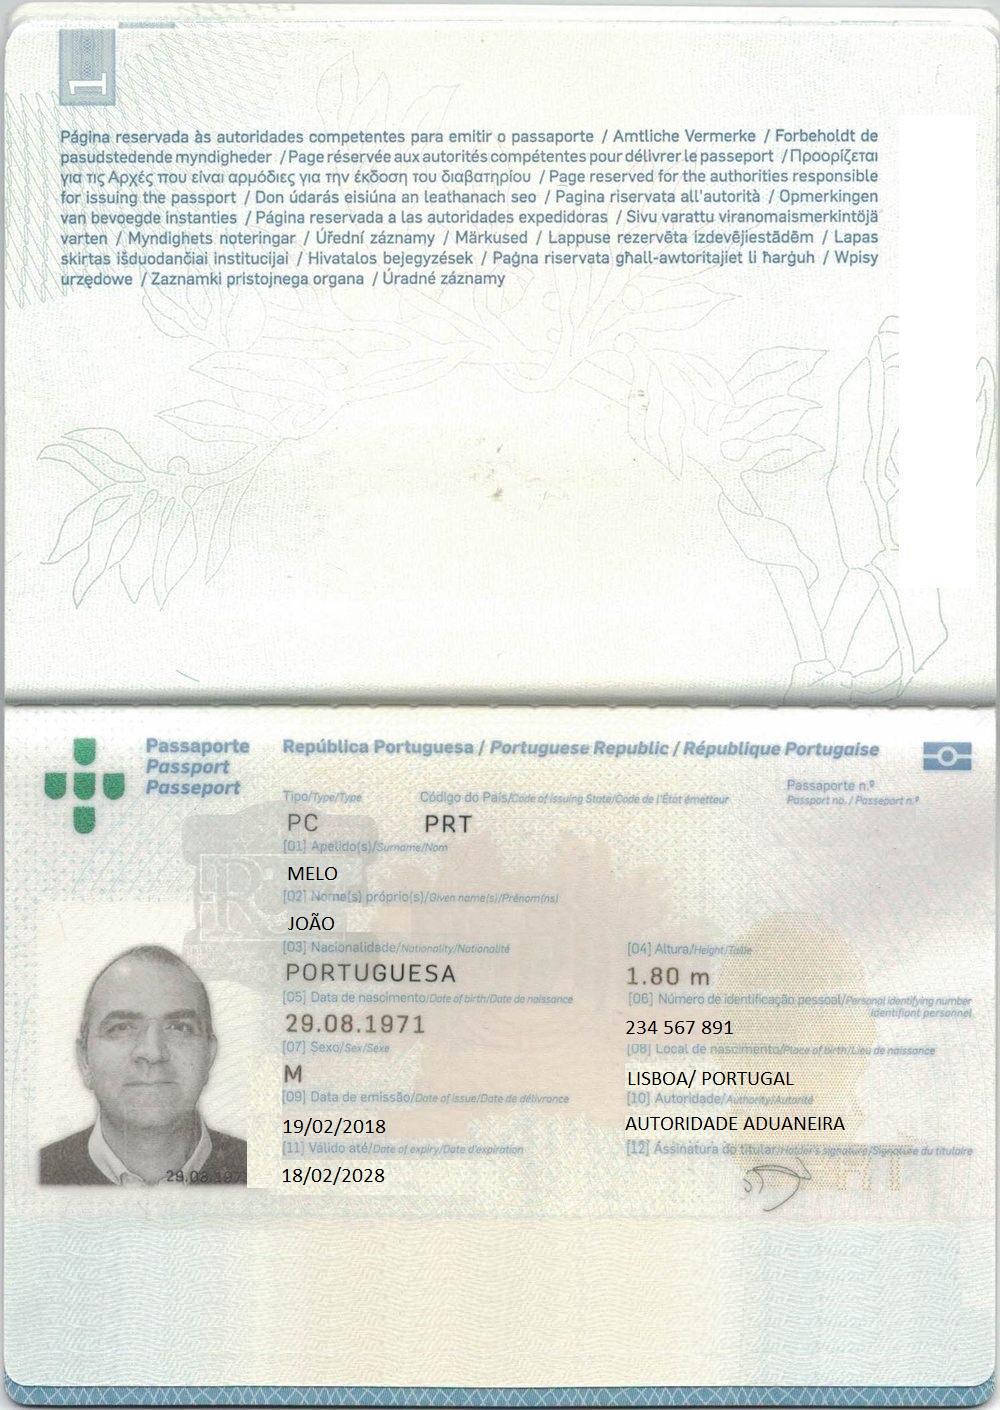 1
Página reservada às autoridades competentes para emitir o passaporte / Amtliche Vermerke / Forbeholdt de
pasudstedende myndigheder / Page réservée aux autorités compétentes pour délivrer le passeport / Προορίζεται
για τις Αρχές που είναι αρμόδιες για την έκδοση του διαβατηρίου / Page reserved for the authorities responsible
for issuing the passport / Don údarás eisiúna an leathanach seo / Pagina riservata all'autorità / Opmerkingen
van bevoegde instanties / Página reservada a las autoridades expedidoras / Sivu varattu viranomaismerkintöjä
varten / Myndighets noteringar / Úřední záznamy / Märkused / Lappuse rezervēta izdevējiestādēm / Lapas
skirtas išduodančiai institucijai / Hivatalos bejegyzések / Paġna riservata għall-awtoritajiet li ħarġuh / Wpisy
urzędowe / Zaznamki pristojnega organa / Úradné záznamy
Passaporte República Portuguesa / Portuguese Republic / République Portugaise
Passport
Passeport
Passaporte n.º
Passport no. / Passeport n.º
Tipo/Type/Type Código do País/Code of issuing State/Code de l'État émetteur
PC PRT
[01] Apelido(s)/Surname/Nom
MELO
[02] Nome(s) próprio(s)/Given name(s)/Prénom(ns)
JOÃO
[03] Nacionalidade/Nationality/Nationalité [04] Altura/Height/Taille
PORTUGUESA 1.80 m
[05] Data de nascimento/Date of birth/Date de naissance [06] Número de identificação pessoal/Personal identifying number
Identifiant personnel
29.08.1971 234 567 891
[07] Sexo/Sex/Sexe [08] Local de nascimento/Place of Birth/Lieu de naissance
M LISBOA/ PORTUGAL
[09] Data de emissão/Date of issue/Date de délivrance [10] Autoridade/Authority/Autorité
19/02/2018 AUTORIDADE ADUANEIRA
[11] Válido até/Date of expiry/Date d'expiration [12] Assinatura do titular/Holder's signature/Signature du titulaire
29.08.197 18/02/2028